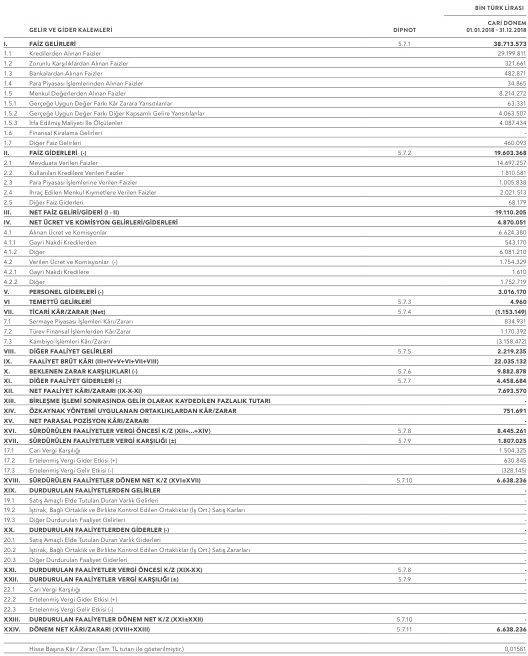 BİN TÜRK LİRASI
CARİ DÖNEM
GELİR VE GİDER KALEMLERİ DİPNOT 01.01.2018 - 31.12.2018
I. FAİZ GELİRLERİ 5.7.1 38.713.573
1.1 Kredilerden Alınan Faizler 29.199.811
1.2 Zorunlu Karşılıklardan Alınan Faizler 321.661
1.3 Bankalardan Alınan Faizler 482.871
1.4 Para Piyasası İşlemlerinden Alınan Faizler 34.865
1.5 Menkul Değerlerden Alınan Faizler 8.214.272
1.5.1 Gerçeğe Uygun Değer Farkı Kâr Zarara Yansıtılanlar 63.331
1.5.2 Gerçeğe Uygun Değer Farkı Diğer Kapsamlı Gelire Yansıtılanlar 4.063.507
1.5.3 İtfa Edilmiş Maliyeti İle Ölçülenler 4.087.434
1.6 Finansal Kiralama Gelirleri -
1.7 Diğer Faiz Gelirleri 460.093
II. FAİZ GİDERLERİ (-) 5.7.2 19.603.368
2.1 Mevduata Verilen Faizler 14.697.257
2.2 Kullanılan Kredilere Verilen Faizler 1.810.581
2.3 Para Piyasası İşlemlerine Verilen Faizler 1.005.838
2.4 İhraç Edilen Menkul Kıymetlere Verilen Faizler 2.021.513
2.5 Diğer Faiz Giderleri 68.179
III. NET FAİZ GELİRİ/GİDERİ (I - II) 19.110.205
IV. NET ÜCRET VE KOMİSYON GELİRLERİ/GİDERLERİ 4.870.051
4.1 Alınan Ücret ve Komisyonlar 6.624.380
4.1.1 Gayri Nakdi Kredilerden 543.170
4.1.2 Diğer 6.081.210
4.2 Verilen Ücret ve Komisyonlar (-) 1.754.329
4.2.1 Gayri Nakdi Kredilere 1.610
4.2.2 Diğer 1.752.719
V. PERSONEL GİDERLERİ (-) 3.016.170
VI TEMETTÜ GELİRLERİ 5.7.3 4.960
VII. TİCARİ KÂR/ZARAR (Net) 5.7.4 (1.153.149)
7.1 Sermaye Piyasası İşlemleri Kârı/Zararı 834.931
7.2 Türev Finansal İşlemlerden Kâr/Zarar 1.170.392
7.3 Kambiyo İşlemleri Kârı/Zararı (3.158.472)
VIII. DİĞER FAALİYET GELİRLERİ 5.7.5 2.219.235
IX. FAALİYET BRÜT KÂRI (III+IV+V+VI+VII+VIII) 22.035.132
X. BEKLENEN ZARAR KARŞILIKLARI (-) 5.7.6 9.882.878
XI. DİĞER FAALİYET GİDERLERİ (-) 5.7.7 4.458.684
XII. NET FAALİYET KÂRI/ZARARI (IX-X-XI) 7.693.570
XIII. BİRLEŞME İŞLEMİ SONRASINDA GELİR OLARAK KAYDEDİLEN FAZLALIK TUTARI -
XIV. ÖZKAYNAK YÖNTEMİ UYGULANAN ORTAKLIKLARDAN KÂR/ZARAR 751.691
XV. NET PARASAL POZİSYON KÂRI/ZARARI -
XVI. SÜRDÜRÜLEN FAALİYETLER VERGİ ÖNCESİ K/Z (XII+...+XIV) 5.7.8 8.445.261
XVII. SÜRDÜRÜLEN FAALİYETLER VERGİ KARŞILIĞI (±) 5.7.9 1.807.025
17.1 Cari Vergi Karşılığı 1.504.325
17.2 Ertelenmiş Vergi Gider Etkisi (+) 630.845
17.3 Ertelenmiş Vergi Gelir Etkisi (-) (328.145)
XVIII. SÜRDÜRÜLEN FAALİYETLER DÖNEM NET K/Z (XVI±XVII) 5.7.10 6.638.236
XIX. DURDURULAN FAALİYETLERDEN GELİRLER -
19.1 Satış Amaçlı Elde Tutulan Duran Varlık Gelirleri -
19.2 İştirak, Bağlı Ortaklık ve Birlikte Kontrol Edilen Ortaklıklar (İş Ort.) Satış Karları -
19.3 Diğer Durdurulan Faaliyet Gelirleri -
XX. DURDURULAN FAALİYETLERDEN GİDERLER (-) -
20.1 Satış Amaçlı Elde Tutulan Duran Varlık Giderleri -
20.2 İştirak, Bağlı Ortaklık ve Birlikte Kontrol Edilen Ortaklıklar (İş Ort.) Satış Zararları -
20.3 Diğer Durdurulan Faaliyet Giderleri -
XXI. DURDURULAN FAALİYETLER VERGİ ÖNCESİ K/Z (XIX-XX) 5.7.8 -
XXII. DURDURULAN FAALİYETLER VERGİ KARŞILIĞI (±) 5.7.9 -
22.1 Cari Vergi Karşılığı -
22.2 Ertelenmiş Vergi Gider Etkisi (+) -
22.3 Ertelenmiş Vergi Gelir Etkisi (-) -
XXIII. DURDURULAN FAALİYETLER DÖNEM NET K/Z (XXI±XXII) 5.7.10 -
XXIV. DÖNEM NET KÂRI/ZARARI (XVIII+XXIII) 5.7.11 6.638.236
Hisse Başına Kâr / Zarar (Tam TL tutarı ile gösterilmiştir.) 0,01581